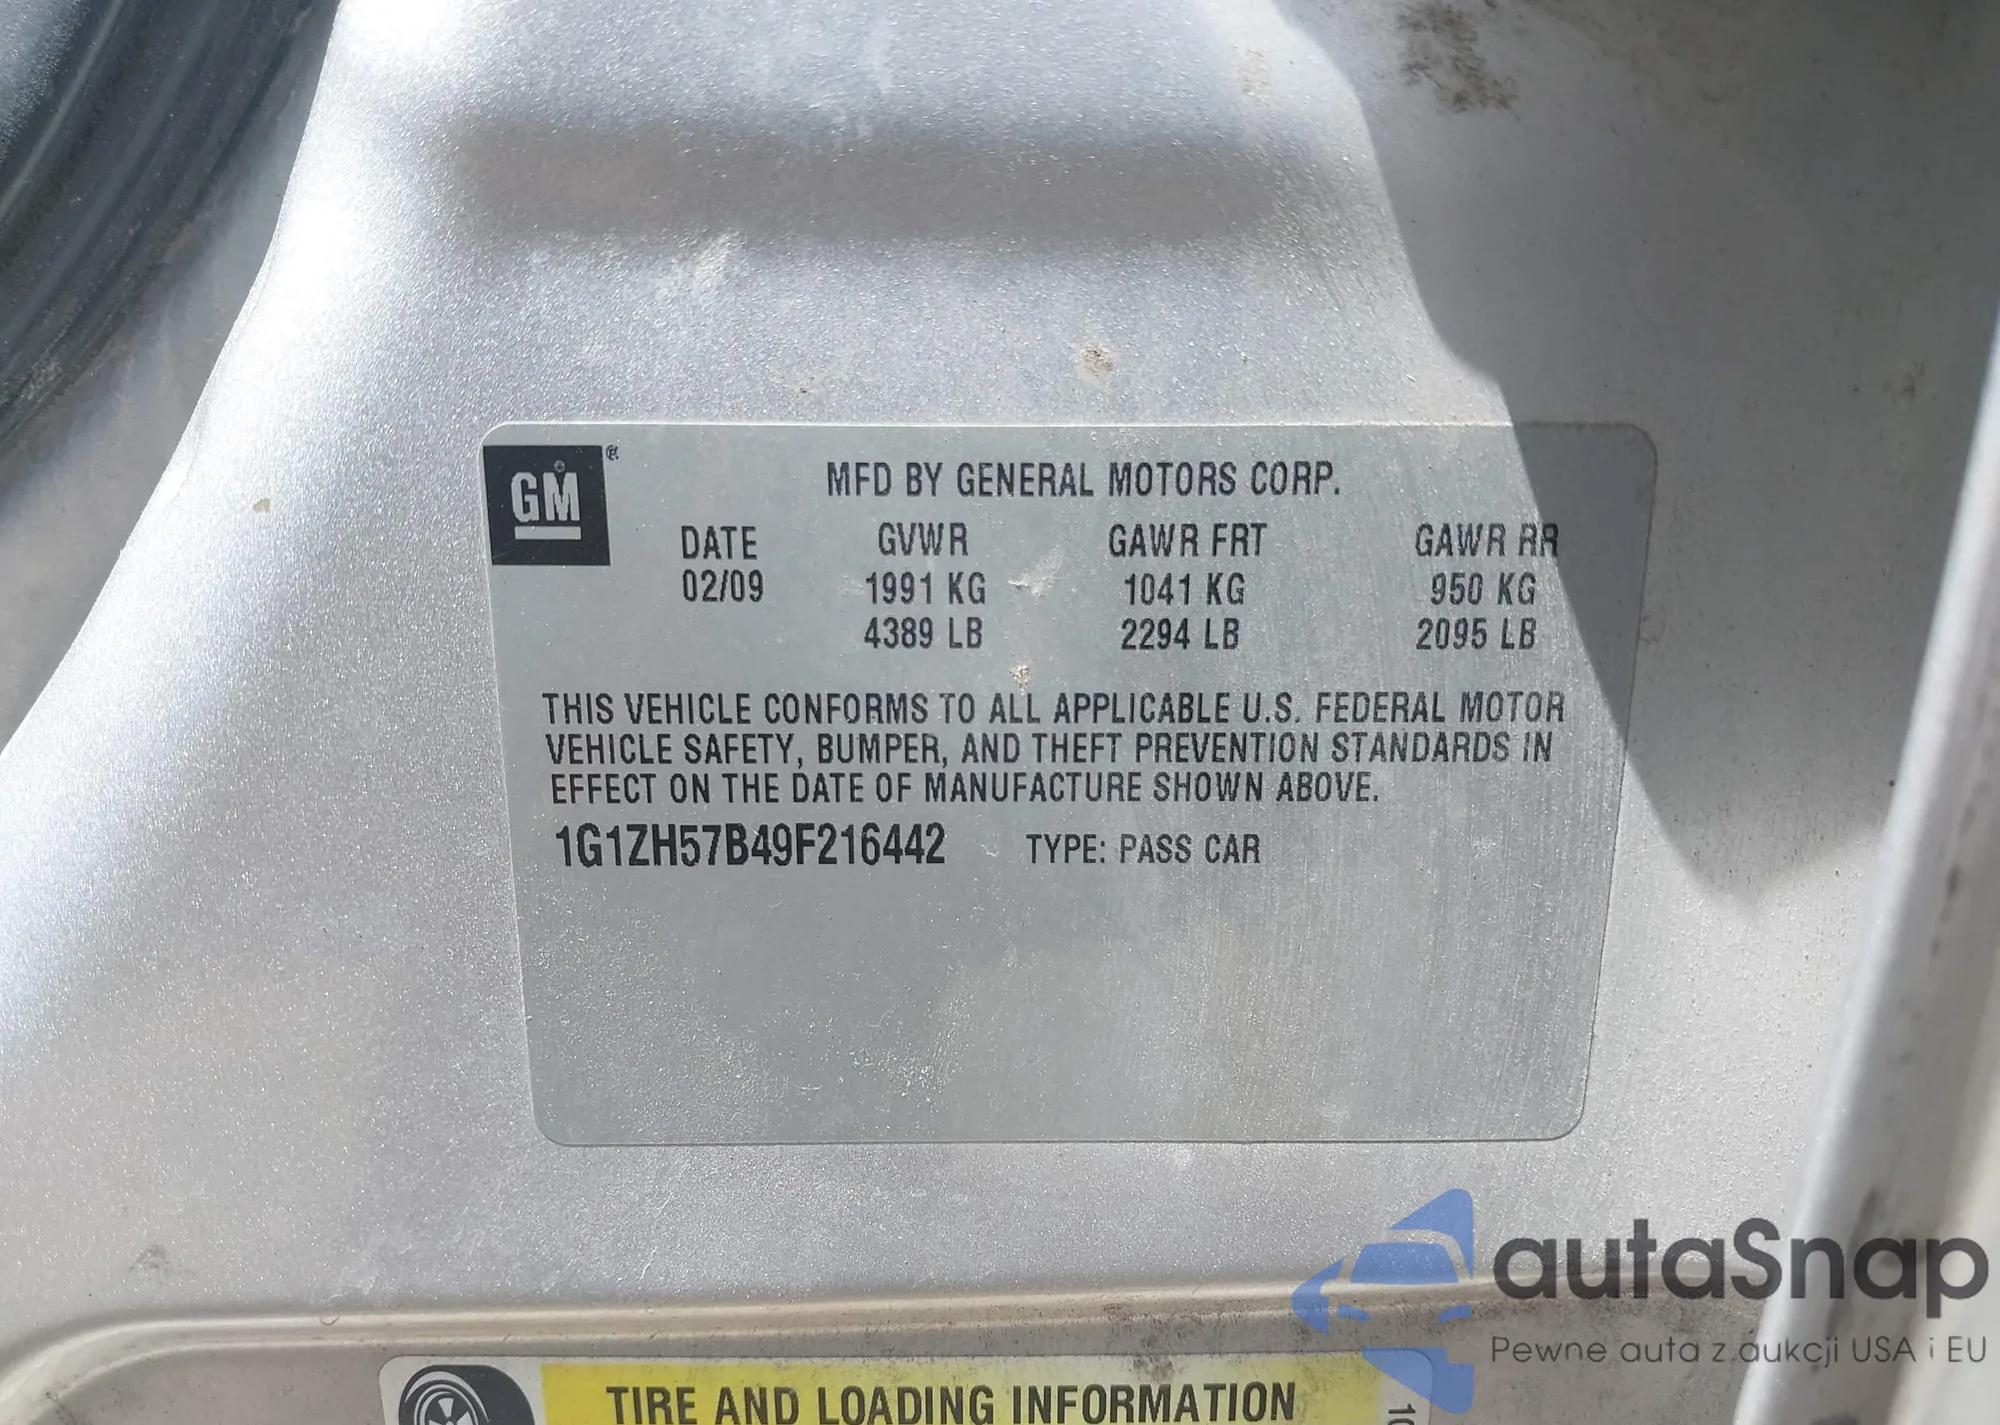 GM
MFD BY GENERAL MOTORS CORP.
DATE GVWR GAWR FRT GAWR RR
02/09 1991 KG 1041 KG 950 KG
4389 LB 2294 LB 2095 LB
THIS VEHICLE CONFORMS TO ALL APPLICABLE U.S. FEDERAL MOTOR
VEHICLE SAFETY, BUMPER, AND THEFT PREVENTION STANDARDS IN
EFFECT ON THE DATE OF MANUFACTURE SHOWN ABOVE.
1G1ZH57B49F216442 TYPE: PASS CAR
autaSnap
Pewne auta z aukcji USA i EU
TIRE AND LOADING INFORMATION